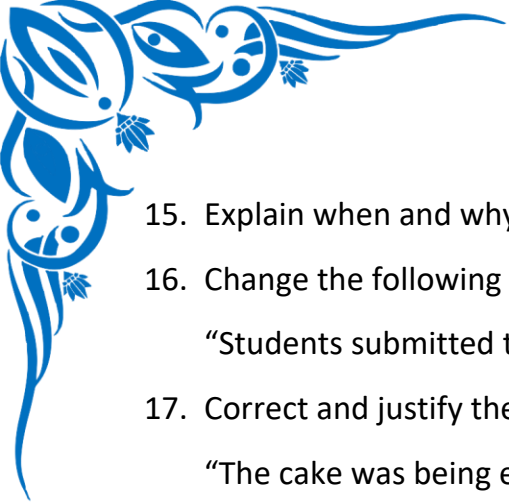 15. Explain when and why
16. Change the following
“Students submitted
17. Correct and justify the
“The cake was being